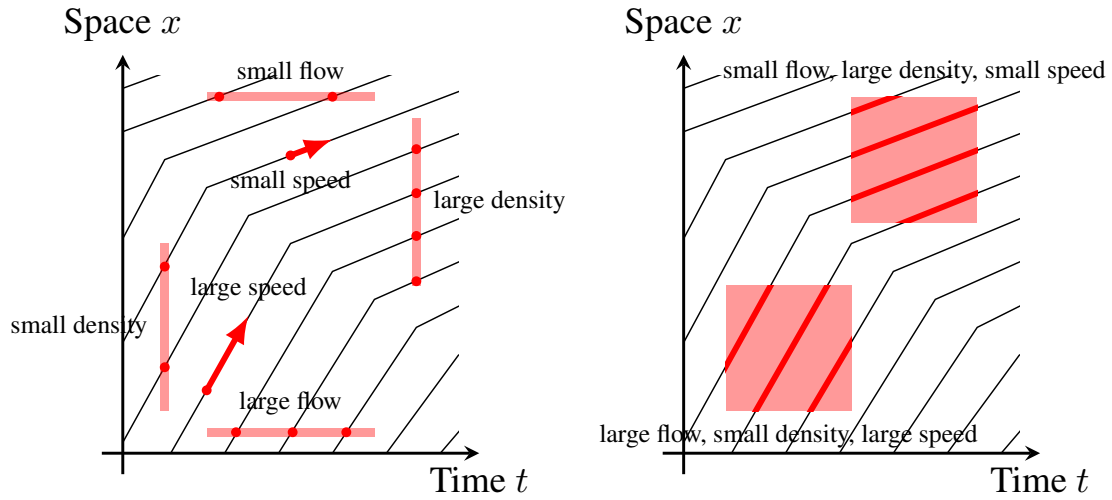 Space x
small flow
small speed
large density
large speed
small density
large flow
Time t
Space x
small flow, large density, small speed
large flow, small density, large speed
Time t